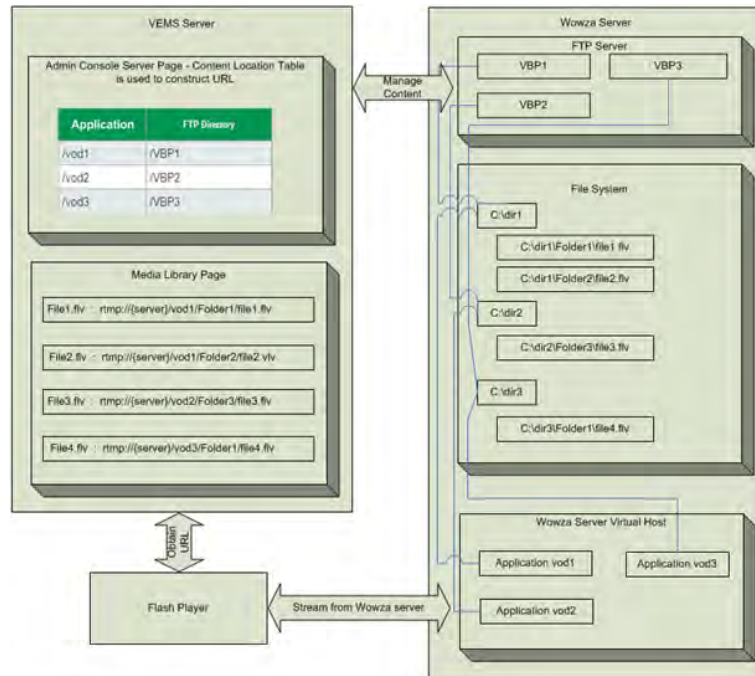 VEMS Server
Admin Console Server Page - Content Location Table
is used to construct URL
Application FTP Directory
/vod1 /VBP1
/vod2 /VBP2
/vod3 /VBP3
Media Library Page
File1.flv : rtmp://{server}/vod1/Folder1/file1.flv
File2.flv : rtmp://{server}/vod1/Folder2/file2.vlv
File3.flv : rtmp://{server}/vod2/Folder3/file3.flv
File4.flv : rtmp://{server}/vod3/Folder1/file4.flv
Obtain
URL
Flash Player
Manage
Content
Stream from Wowza server
Wowza Server
FTP Server
VBP1
VBP3
VBP2
File System
C:\dir1
C:\dir1\Folder1\file1.flv
C:\dir1\Folder2\file2.flv
C:\dir2
C:\dir2\Folder3\file3.flv
C:\dir3
C:\dir3\Folder1\file4.flv
Wowza Server Virtual Host
Application vod1
Application vod3
Application vod2